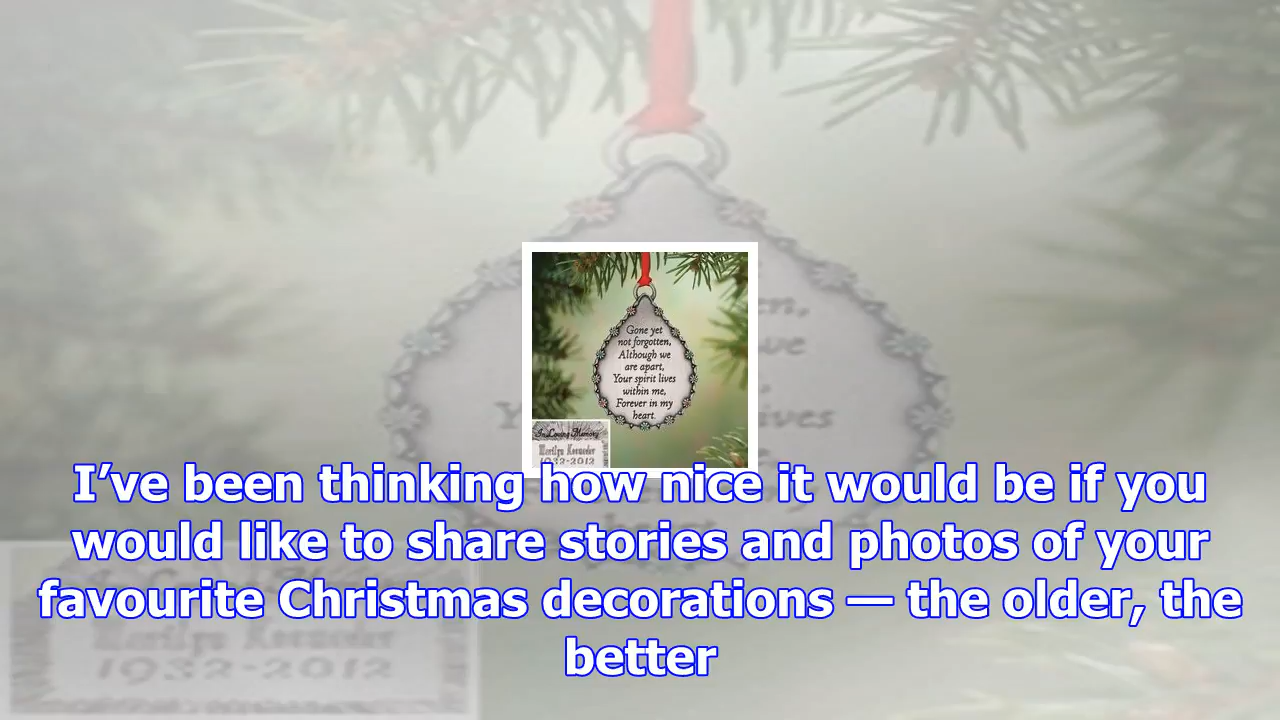 Gone yet
not forgotten,
Although we
are apart,
Your spirit lives
within me,
Forever in my
heart.
In Loving Memory
1932-2012
I’ve been thinking how nice it would be if you
would like to share stories and photos of your
favourite Christmas decorations — the older, the
better